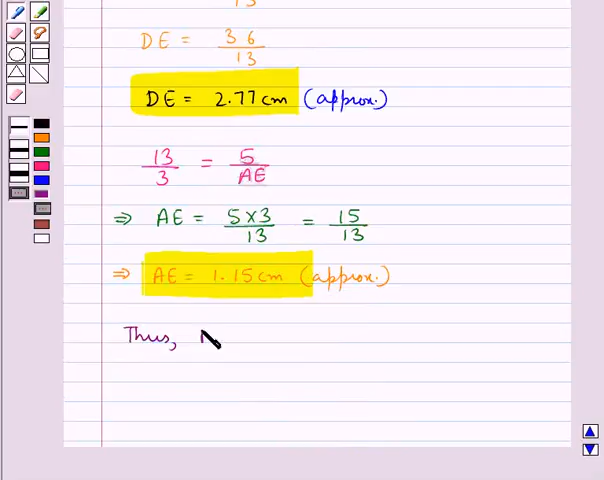 13
DE = 36/13
DE = 2.77 cm (approx.)
13/3 = 5/AE
⇒ AE = 5×3/13 = 15/13
⇒ AE = 1.15 cm (approx.)
Thus,